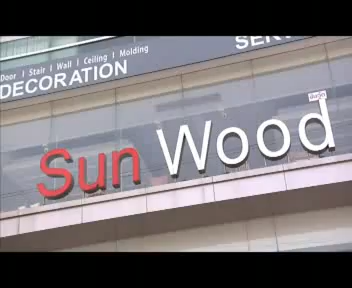 Door | Stair | Wall | Ceiling | Molding
DECORATION
SER
Sun Wood